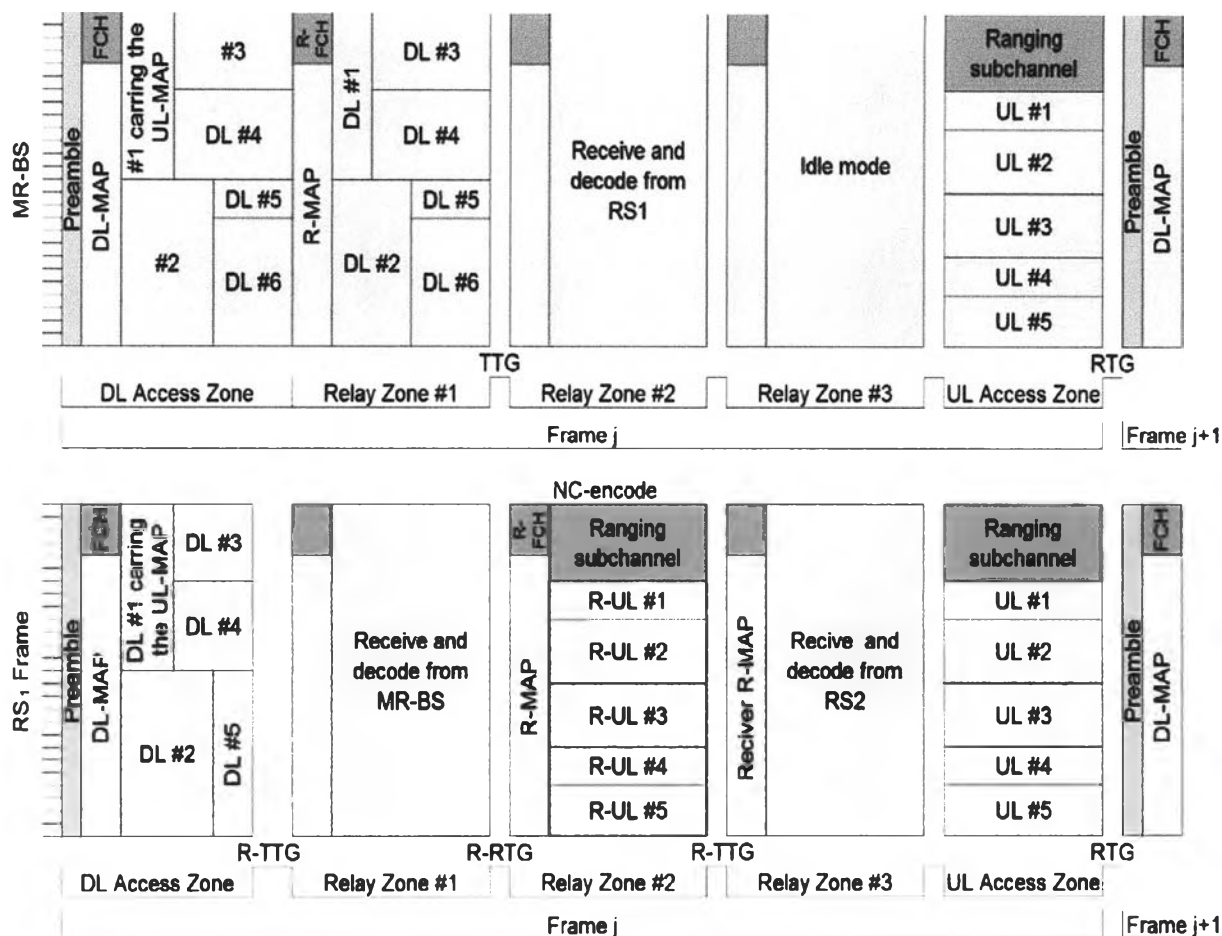 MR-BS
Preamble
FCH
DL-MAP
#1 carring the
UL-MAP
#3
DL #4
#2
DL #5
DL #6
R-
FCH
R-MAP
DL #1
DL #3
DL #4
DL #2
DL #5
DL #6
Receive and
decode from
RS1
Idle mode
Ranging
subchannel
UL #1
UL #2
UL #3
UL #4
UL #5
Preamble
FCH
DL-MAP
TTG
RTG
DL Access Zone
Relay Zone #1
Relay Zone #2
Relay Zone #3
UL Access Zone
Frame j
Frame j+1
RS 1 Frame
Preamble
FCH
DL-MAP
DL #1 carring
the UL-MAP
DL #3
DL #4
DL #2
DL #5
Receive and
decode from
MR-BS
NC-encode
R-
FCH
R-MAP
Ranging
subchannel
R-UL #1
R-UL #2
R-UL #3
R-UL #4
R-UL #5
Reciver R-MAP
Recive and
decode from
RS2
Ranging
subchannel
UL #1
UL #2
UL #3
UL #4
UL #5
Preamble
FCH
DL-MAP
R-TTG
R-RTG
R-TTG
RTG
DL Access Zone
Relay Zone #1
Relay Zone #2
Relay Zone #3
UL Access Zone
Frame j
Frame j+1